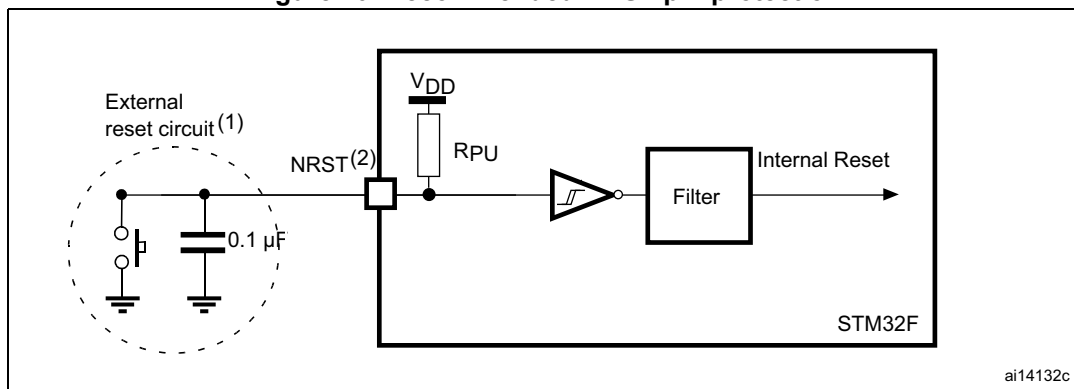 VDD
External
reset circuit(1)
NRST(2)
RPU
Internal Reset
Filter
0.1 µF
STM32F
ai14132c